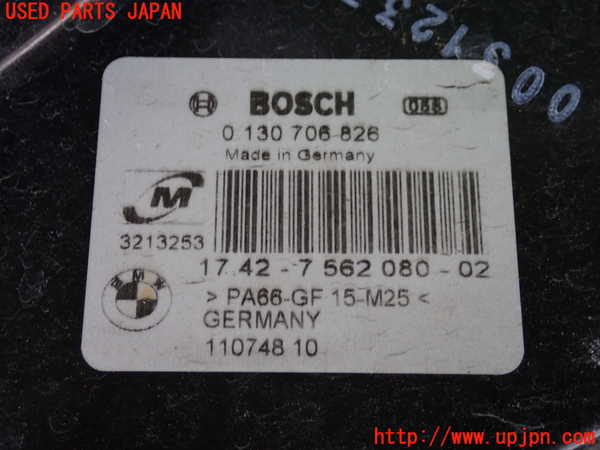 USED PARTS JAPAN
BOSCH 088
0 130 706 826
Made in Germany
M
3213253
17.42 - 7 562 080 - 02
BMW
> PA66-GF 15-M25 <
GERMANY
110748 10
http://www.upjpn.com/